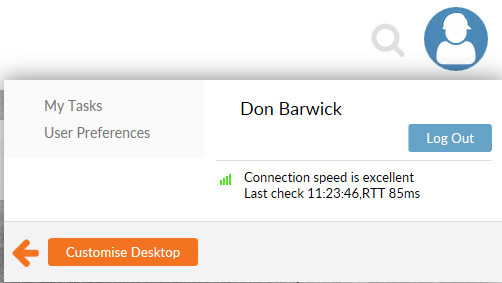 My Tasks
User Preferences
Don Barwick
Log Out
Connection speed is excellent
Last check 11:23:46,RTT 85ms
Customise Desktop